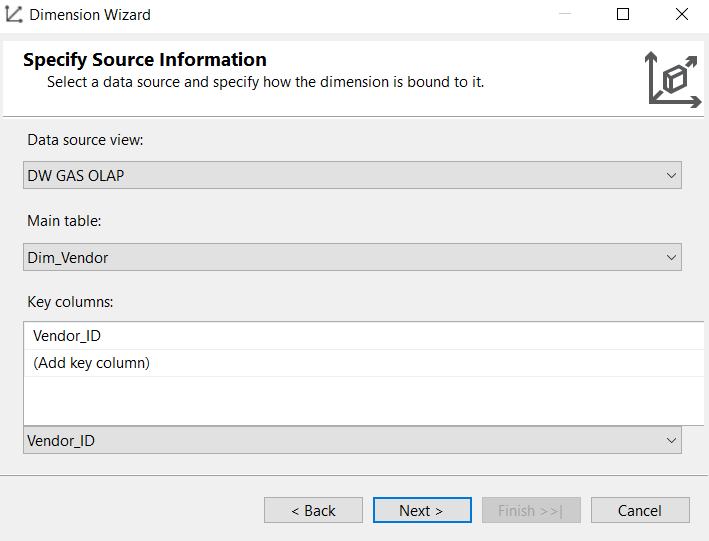 Dimension Wizard
Specify Source Information
Select a data source and specify how the dimension is bound to it.
Data source view:
DW GAS OLAP
Main table:
Dim_Vendor
Key columns:
Vendor_ID
(Add key column)
Vendor_ID
< Back
Next >
Finish >>|
Cancel